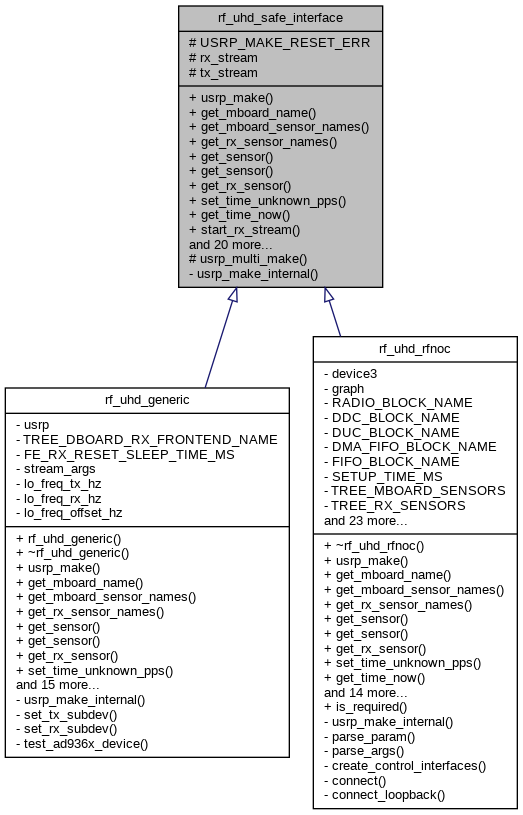 rf_uhd_safe_interface
# USRP_MAKE_RESET_ERR
# rx_stream
# tx_stream
+ usrp_make()
+ get_mboard_name()
+ get_mboard_sensor_names()
+ get_rx_sensor_names()
+ get_sensor()
+ get_sensor()
+ get_rx_sensor()
+ set_time_unknown_pps()
+ get_time_now()
+ start_rx_stream()
and 20 more...
# usrp_multi_make()
- usrp_make_internal()
rf_uhd_generic
- usrp
- TREE_DBOARD_RX_FRONTEND_NAME
- FE_RX_RESET_SLEEP_TIME_MS
- stream_args
- lo_freq_tx_hz
- lo_freq_rx_hz
- lo_freq_offset_hz
+ rf_uhd_generic()
+ ~rf_uhd_generic()
+ usrp_make()
+ get_mboard_name()
+ get_mboard_sensor_names()
+ get_rx_sensor_names()
+ get_sensor()
+ get_sensor()
+ get_rx_sensor()
+ set_time_unknown_pps()
and 15 more...
- usrp_make_internal()
- set_tx_subdev()
- set_rx_subdev()
- test_ad936x_device()
rf_uhd_rfnoc
- device3
- graph
- RADIO_BLOCK_NAME
- DDC_BLOCK_NAME
- DUC_BLOCK_NAME
- DMA_FIFO_BLOCK_NAME
- FIFO_BLOCK_NAME
- SETUP_TIME_MS
- TREE_MBOARD_SENSORS
- TREE_RX_SENSORS
and 23 more...
+ ~rf_uhd_rfnoc()
+ usrp_make()
+ get_mboard_name()
+ get_mboard_sensor_names()
+ get_rx_sensor_names()
+ get_sensor()
+ get_sensor()
+ get_rx_sensor()
+ set_time_unknown_pps()
+ get_time_now()
and 14 more...
+ is_required()
- usrp_make_internal()
- parse_param()
- parse_args()
- create_control_interfaces()
- connect()
- connect_loopback()